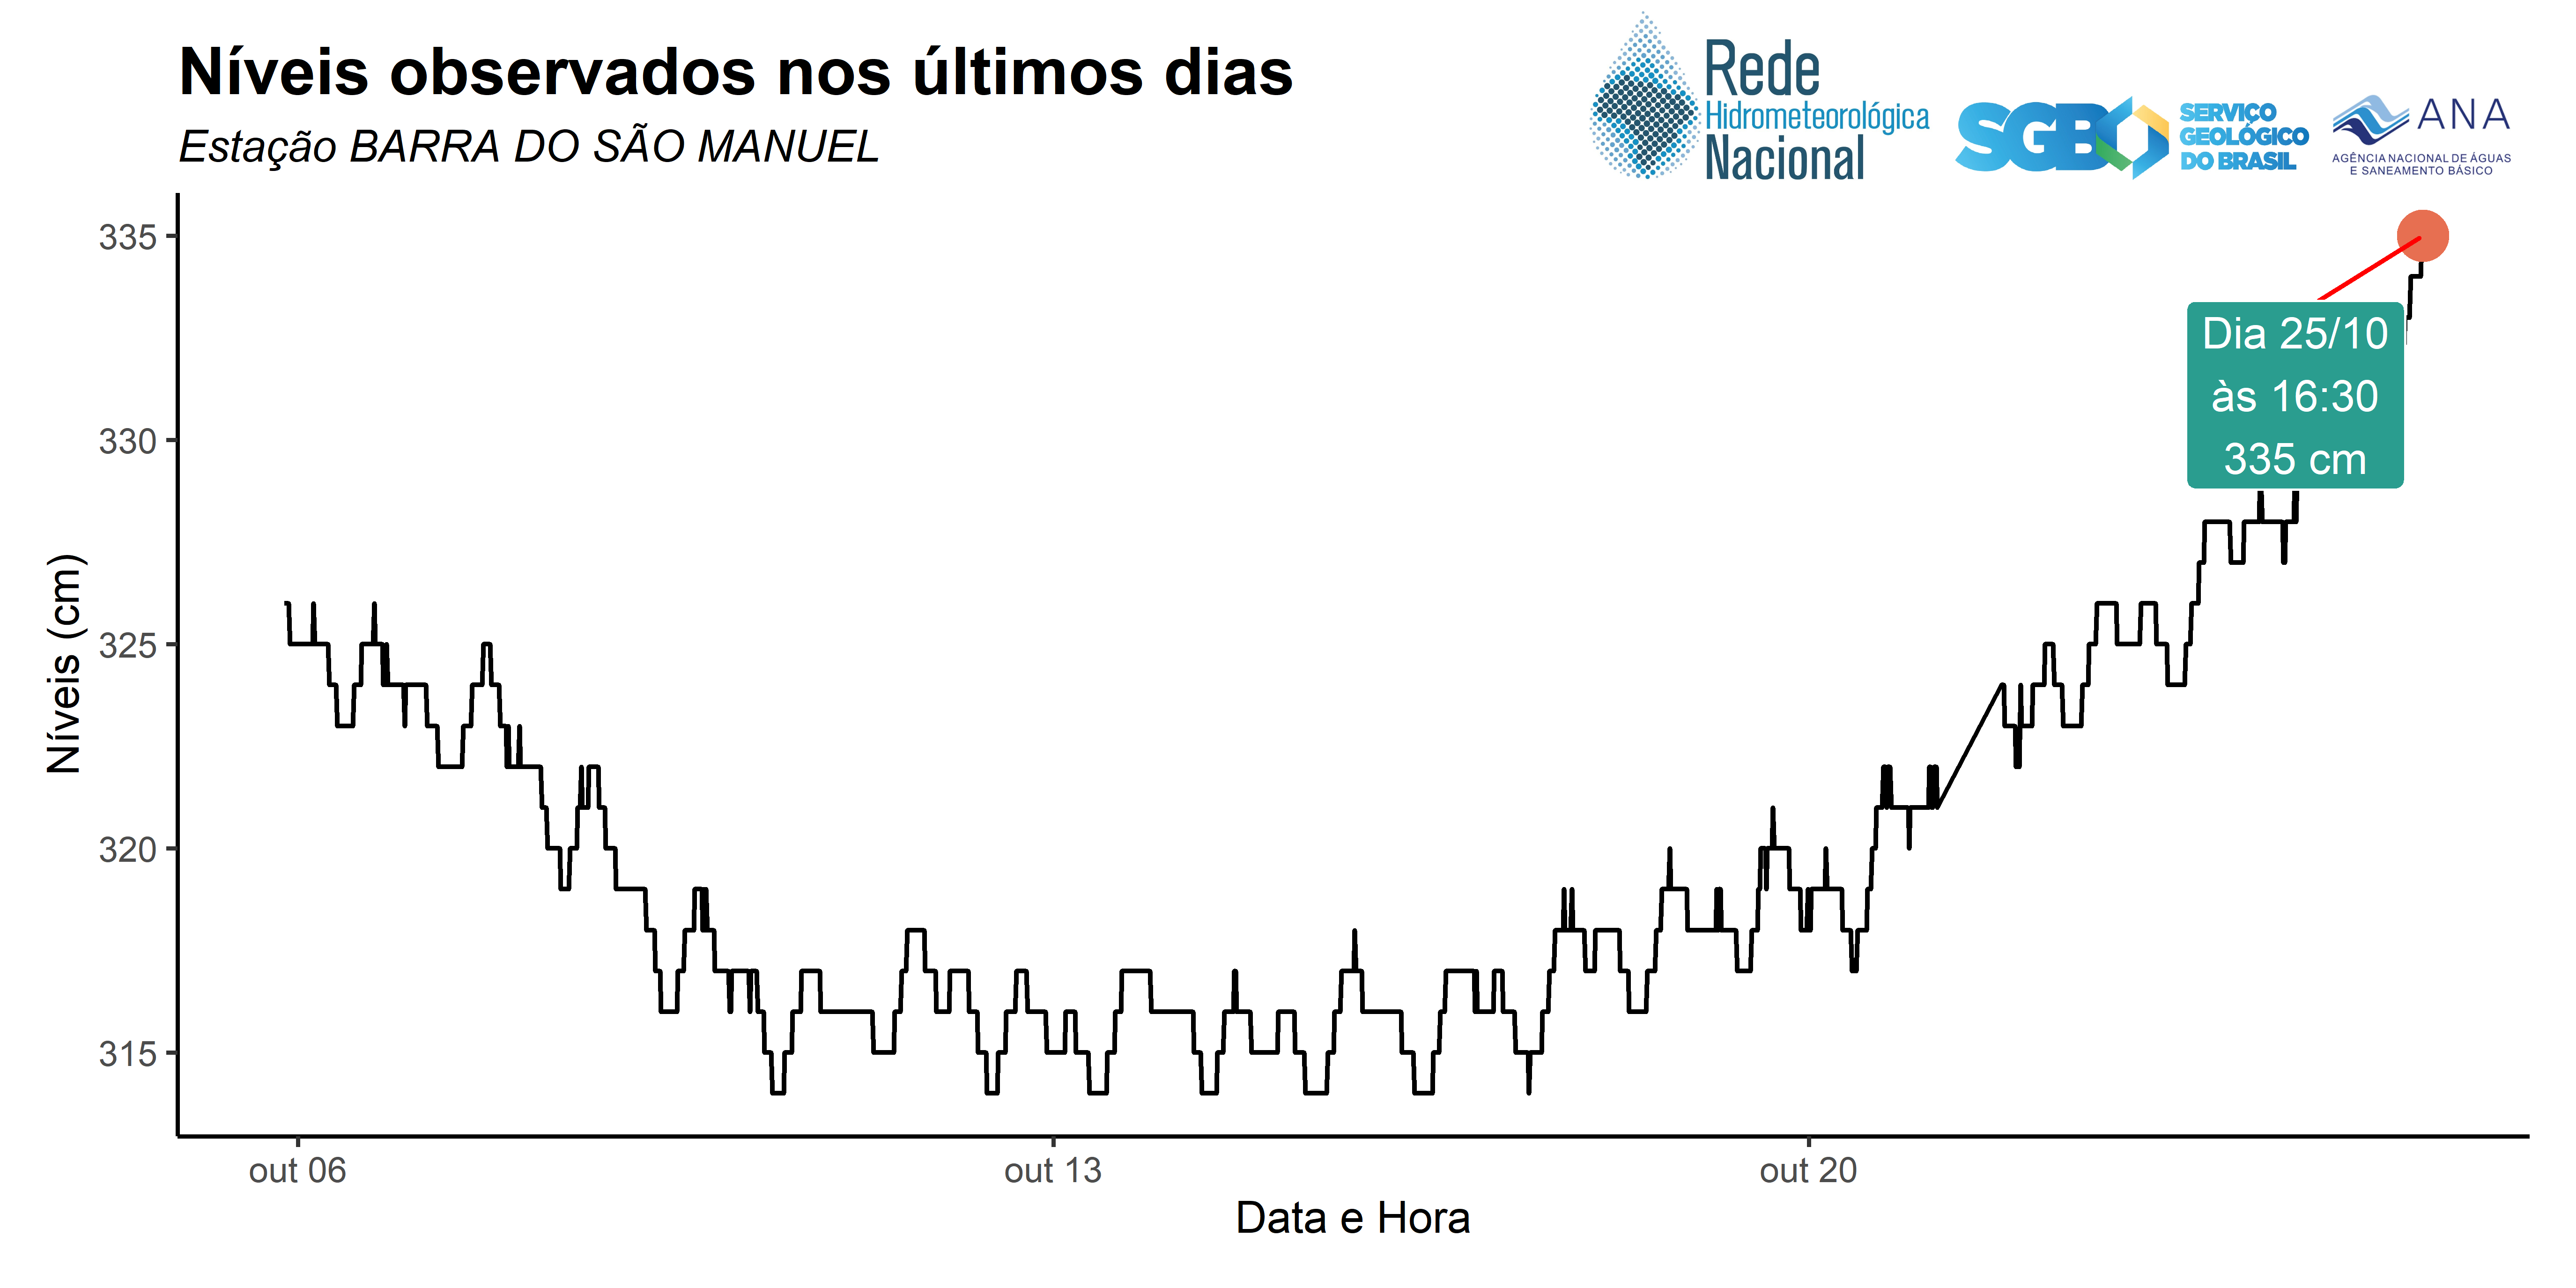 Níveis observados nos últimos dias
Estação BARRA DO SÃO MANUEL
Rede
Hidrometeorológica
Nacional
SGB
SERVIÇO
GEOLÓGICO
DO BRASIL
ANA
AGÊNCIA NACIONAL DE ÁGUAS
E SANEAMENTO BÁSICO
335
330
325
320
315
Níveis (cm)
Dia 25/10
às 16:30
335 cm
out 06
out 13
out 20
Data e Hora